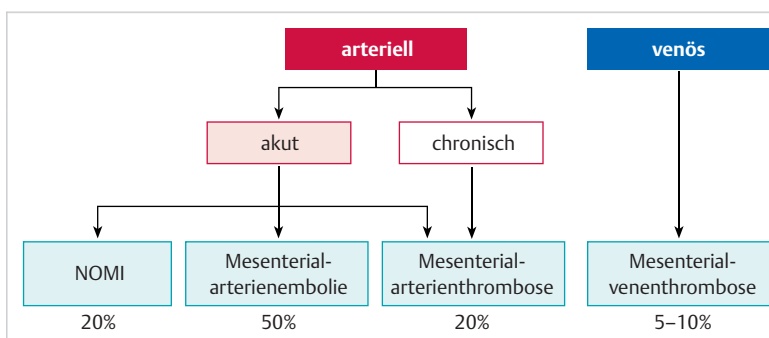 arteriell
venös
akut
chronisch
NOMI
Mesenterial-
arterienembolie
Mesenterial-
arterienthrombose
Mesenterial-
venenthrombose
20%
50%
20%
5–10%